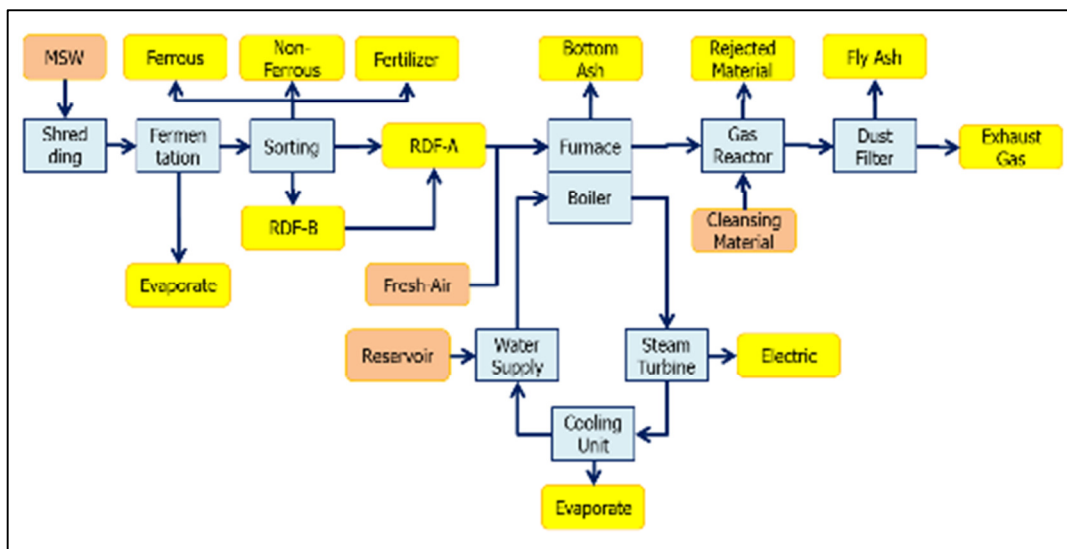 MSW
Ferrous
Non-
Ferrous
Fertilizer
Bottom
Ash
Rejected
Material
Fly Ash
Shred
ding
Fermen
tation
Sorting
RDF-A
Furnace
Gas
Reactor
Dust
Filter
Exhaust
Gas
Boiler
RDF-B
Cleansing
Material
Evaporate
Fresh-Air
Reservoir
Water
Supply
Steam
Turbine
Electric
Cooling
Unit
Evaporate